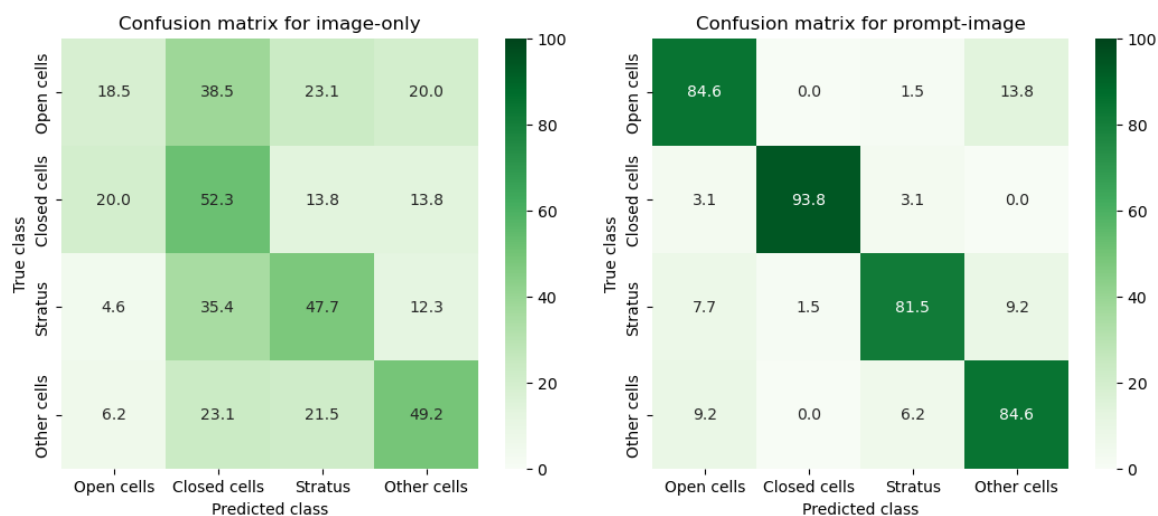 Confusion matrix for image-only
100
80
60
40
20
0
True class
Open cells
Closed cells
Stratus
Other cells
18.5 38.5 23.1 20.0
20.0 52.3 13.8 13.8
4.6 35.4 47.7 12.3
6.2 23.1 21.5 49.2
Open cells Closed cells Stratus Other cells
Predicted class
Confusion matrix for prompt-image
100
80
60
40
20
0
True class
Open cells
Closed cells
Stratus
Other cells
84.6 0.0 1.5 13.8
3.1 93.8 3.1 0.0
7.7 1.5 81.5 9.2
9.2 0.0 6.2 84.6
Open cells Closed cells Stratus Other cells
Predicted class